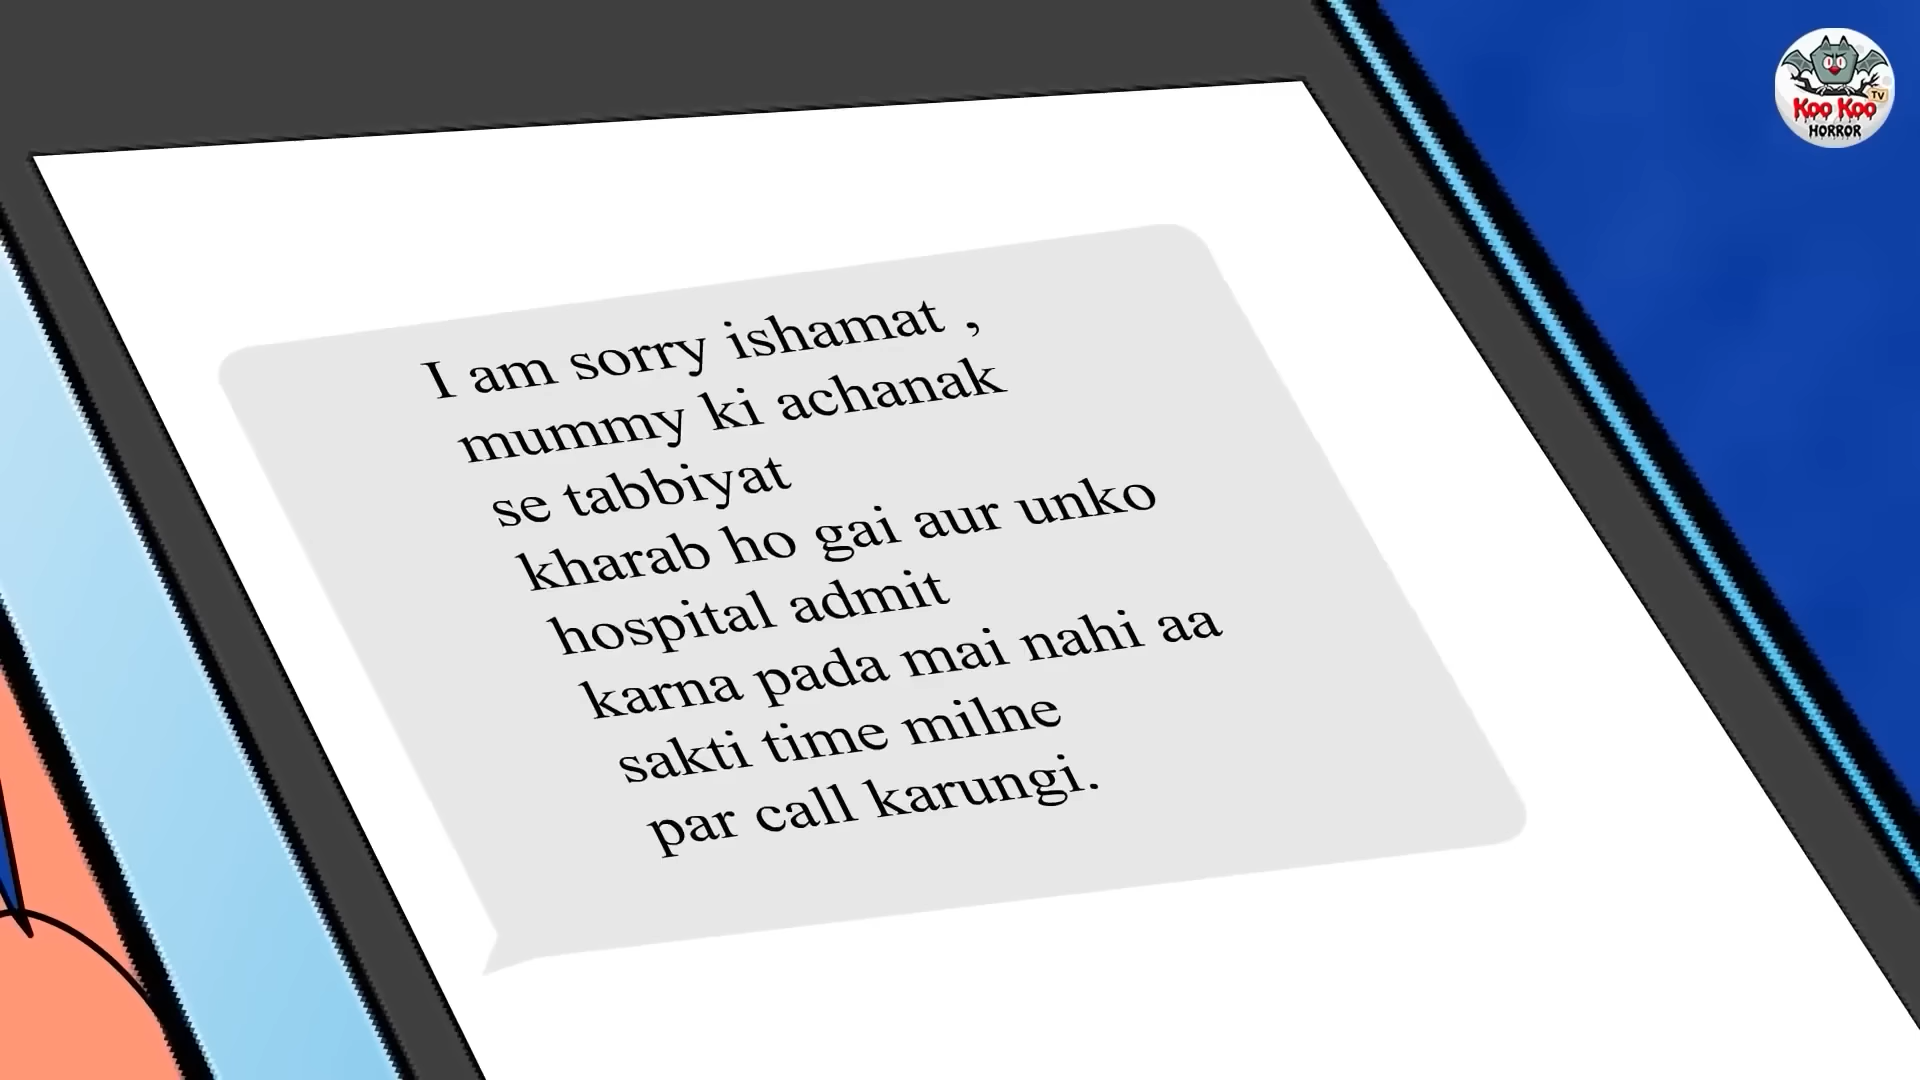 I am sorry ishamat ,
mummy ki achanak
se tabbiyat
kharab ho gai aur unko
hospital admit
karna pada mai nahi aa
sakti time milne
par call karungi.
TV
Koo Koo
HORROR